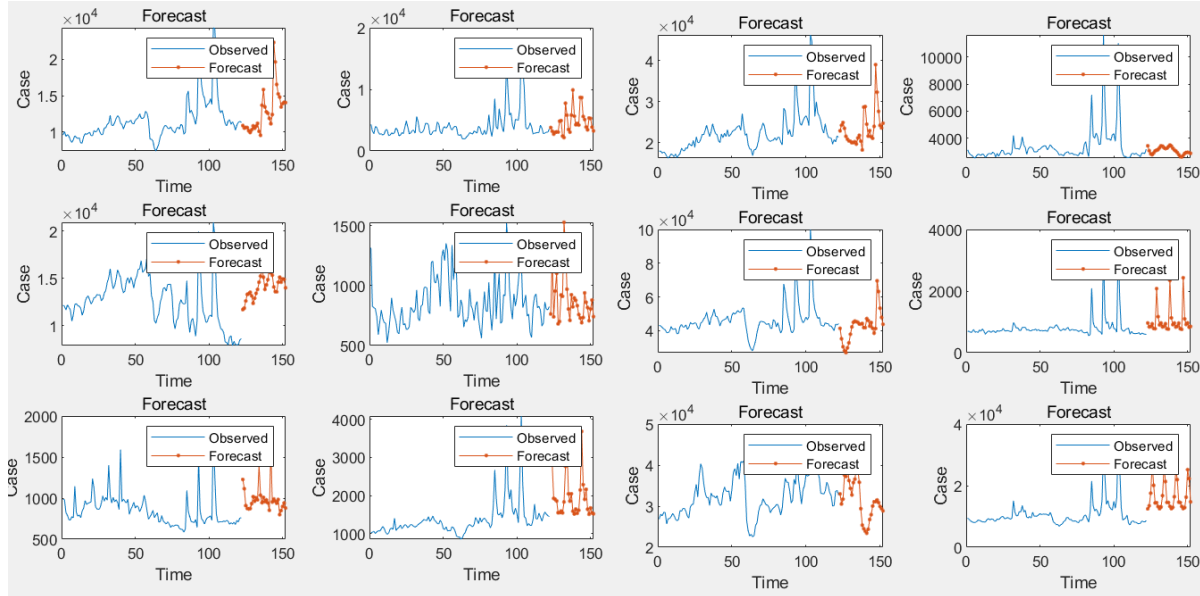 × 10^4 Forecast
Case
2
1.5
1
Observed
Forecast
0 50 100 150
Time
× 10^4 Forecast
Case
2
1
0
Observed
Forecast
0 50 100 150
Time
× 10^4 Forecast
Case
4
3
2
Observed
Forecast
0 50 100 150
Time
Forecast
Case
10000
8000
6000
4000
Observed
Forecast
0 50 100 150
Time
× 10^4 Forecast
Case
2
1.5
1
Observed
Forecast
0 50 100 150
Time
Forecast
Case
1500
1000
500
Observed
Forecast
0 50 100 150
Time
× 10^4 Forecast
Case
10
8
6
4
Observed
Forecast
0 50 100 150
Time
Forecast
Case
4000
2000
0
Observed
Forecast
0 50 100 150
Time
Forecast
Case
2000
1500
1000
500
Observed
Forecast
0 50 100 150
Time
Forecast
Case
4000
3000
2000
1000
Observed
Forecast
0 50 100 150
Time
× 10^4 Forecast
Case
5
4
3
2
Observed
Forecast
0 50 100 150
Time
× 10^4 Forecast
Case
4
2
0
Observed
Forecast
0 50 100 150
Time